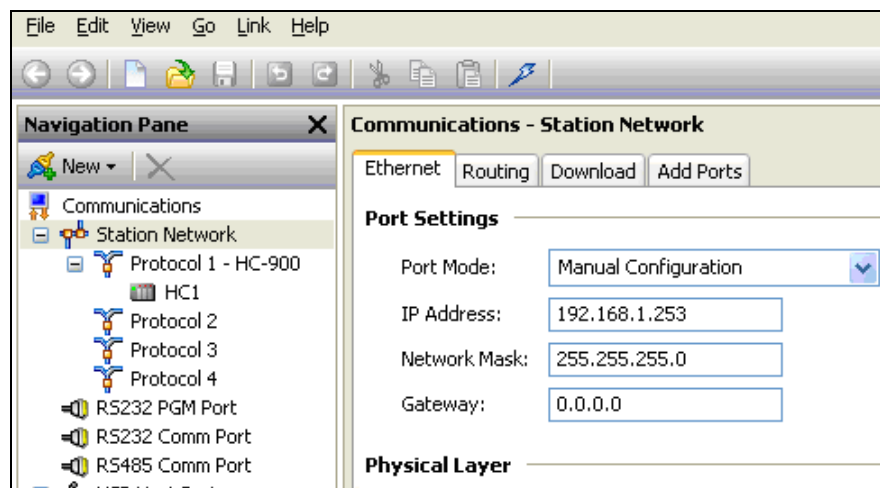 File Edit View Go Link Help
Navigation Pane
New
Communications
Station Network
Protocol 1 - HC-900
HC1
Protocol 2
Protocol 3
Protocol 4
RS232 PGM Port
RS232 Comm Port
RS485 Comm Port
Communications - Station Network
Ethernet Routing Download Add Ports
Port Settings
Port Mode: Manual Configuration
IP Address: 192.168.1.253
Network Mask: 255.255.255.0
Gateway: 0.0.0.0
Physical Layer